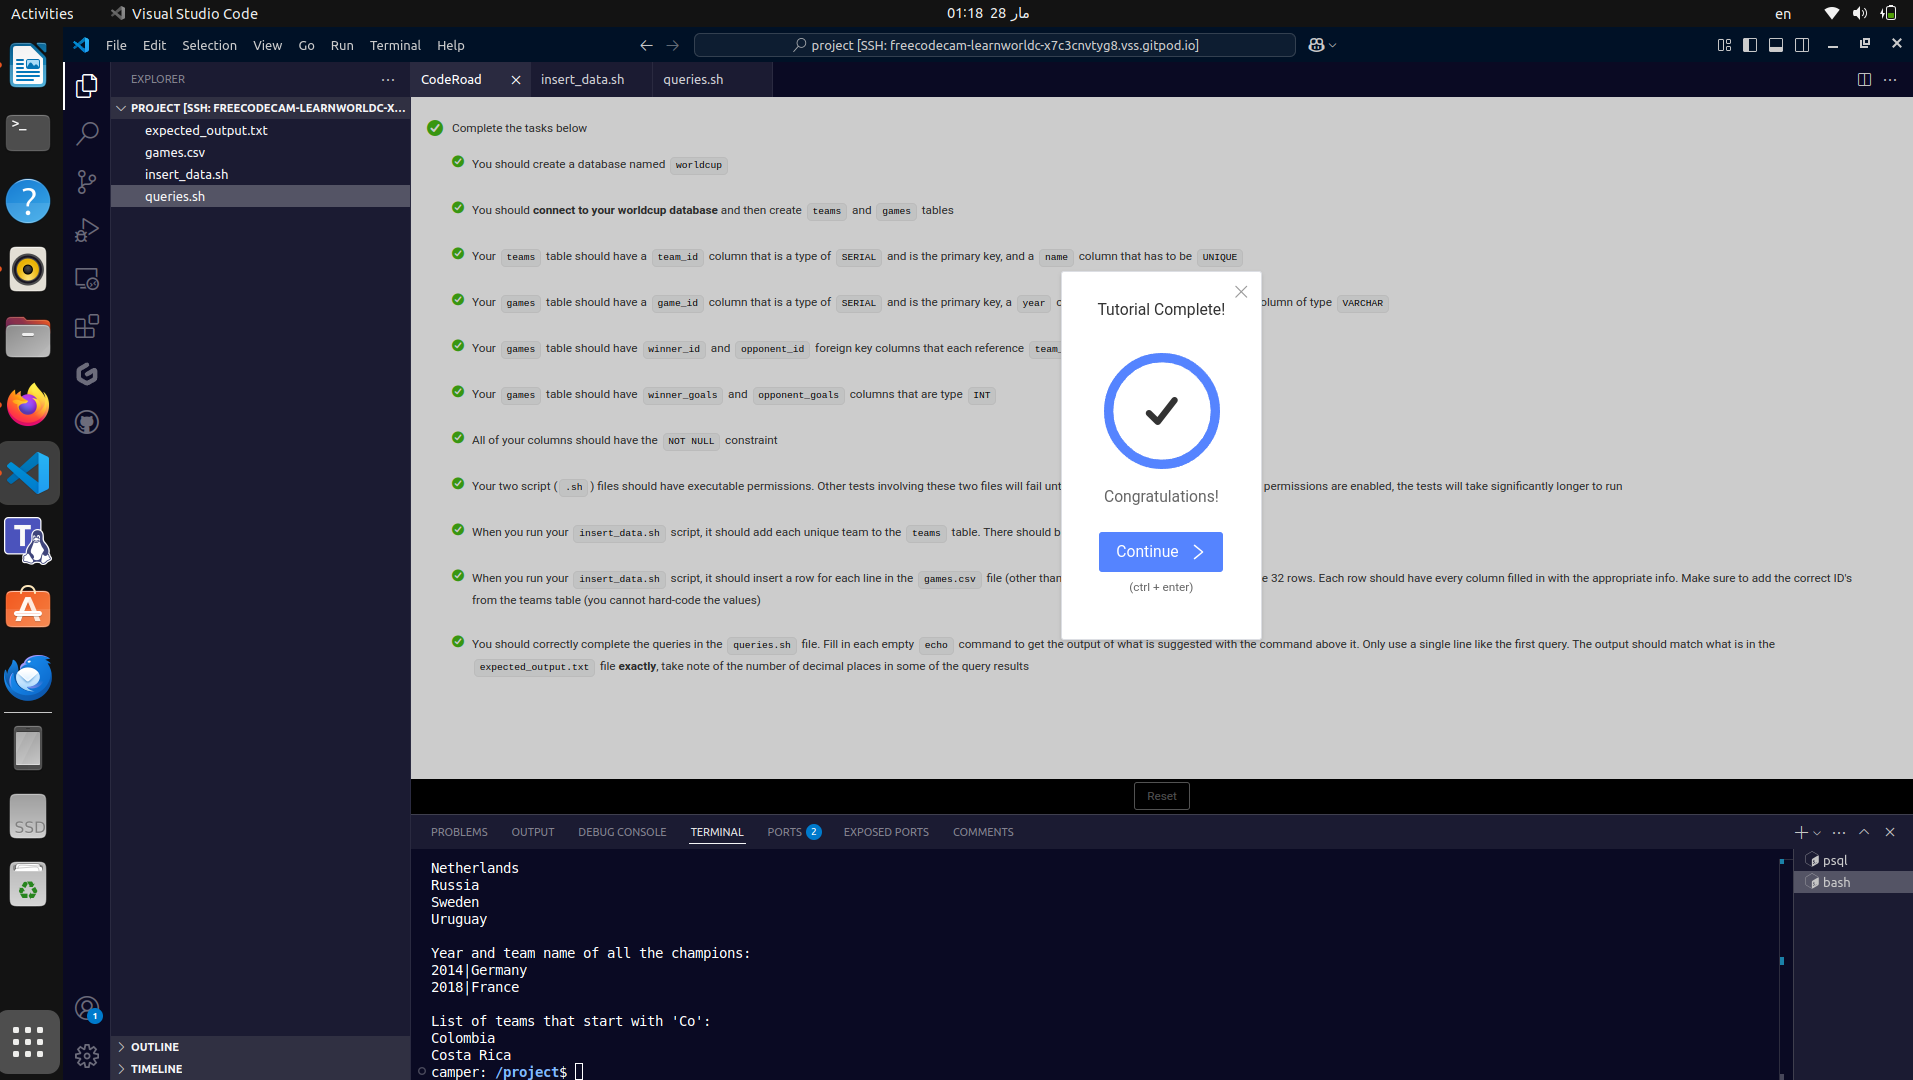 Activities
Visual Studio Code
01:18 28 مار
en
File Edit Selection View Go Run Terminal Help
project [SSH: freecodecam-learnworldc-x7c3cnvtyg8.vss.gitpod.io]
EXPLORER
CodeRoad
insert_data.sh
queries.sh
PROJECT [SSH: FREECODECAM-LEARNWORLDC-X...
expected_output.txt
games.csv
insert_data.sh
queries.sh
Complete the tasks below
You should create a database named worldcup
You should connect to your worldcup database and then create teams and games tables
Your teams table should have a team_id column that is a type of SERIAL and is the primary key, and a name column that has to be UNIQUE
Your games table should have a game_id column that is a type of SERIAL and is the primary key, a year c olumn of type VARCHAR
Your games table should have winner_id and opponent_id foreign key columns that each reference team_
Your games table should have winner_goals and opponent_goals columns that are type INT
All of your columns should have the NOT NULL constraint
Your two script ( .sh ) files should have executable permissions. Other tests involving these two files will fail unt permissions are enabled, the tests will take significantly longer to run
When you run your insert_data.sh script, it should add each unique team to the teams table. There should b
When you run your insert_data.sh script, it should insert a row for each line in the games.csv file (other than e 32 rows. Each row should have every column filled in with the appropriate info. Make sure to add the correct ID's
from the teams table (you cannot hard-code the values)
You should correctly complete the queries in the queries.sh file. Fill in each empty echo command to get the output of what is suggested with the command above it. Only use a single line like the first query. The output should match what is in the
expected_output.txt file exactly, take note of the number of decimal places in some of the query results
Tutorial Complete!
Congratulations!
Continue
(ctrl + enter)
Reset
PROBLEMS OUTPUT DEBUG CONSOLE TERMINAL PORTS 2 EXPOSED PORTS COMMENTS
Netherlands
Russia
Sweden
Uruguay
Year and team name of all the champions:
2014|Germany
2018|France
List of teams that start with 'Co':
Colombia
Costa Rica
camper: /project$
psql
bash
OUTLINE
TIMELINE
1
SSD
T
>_
?